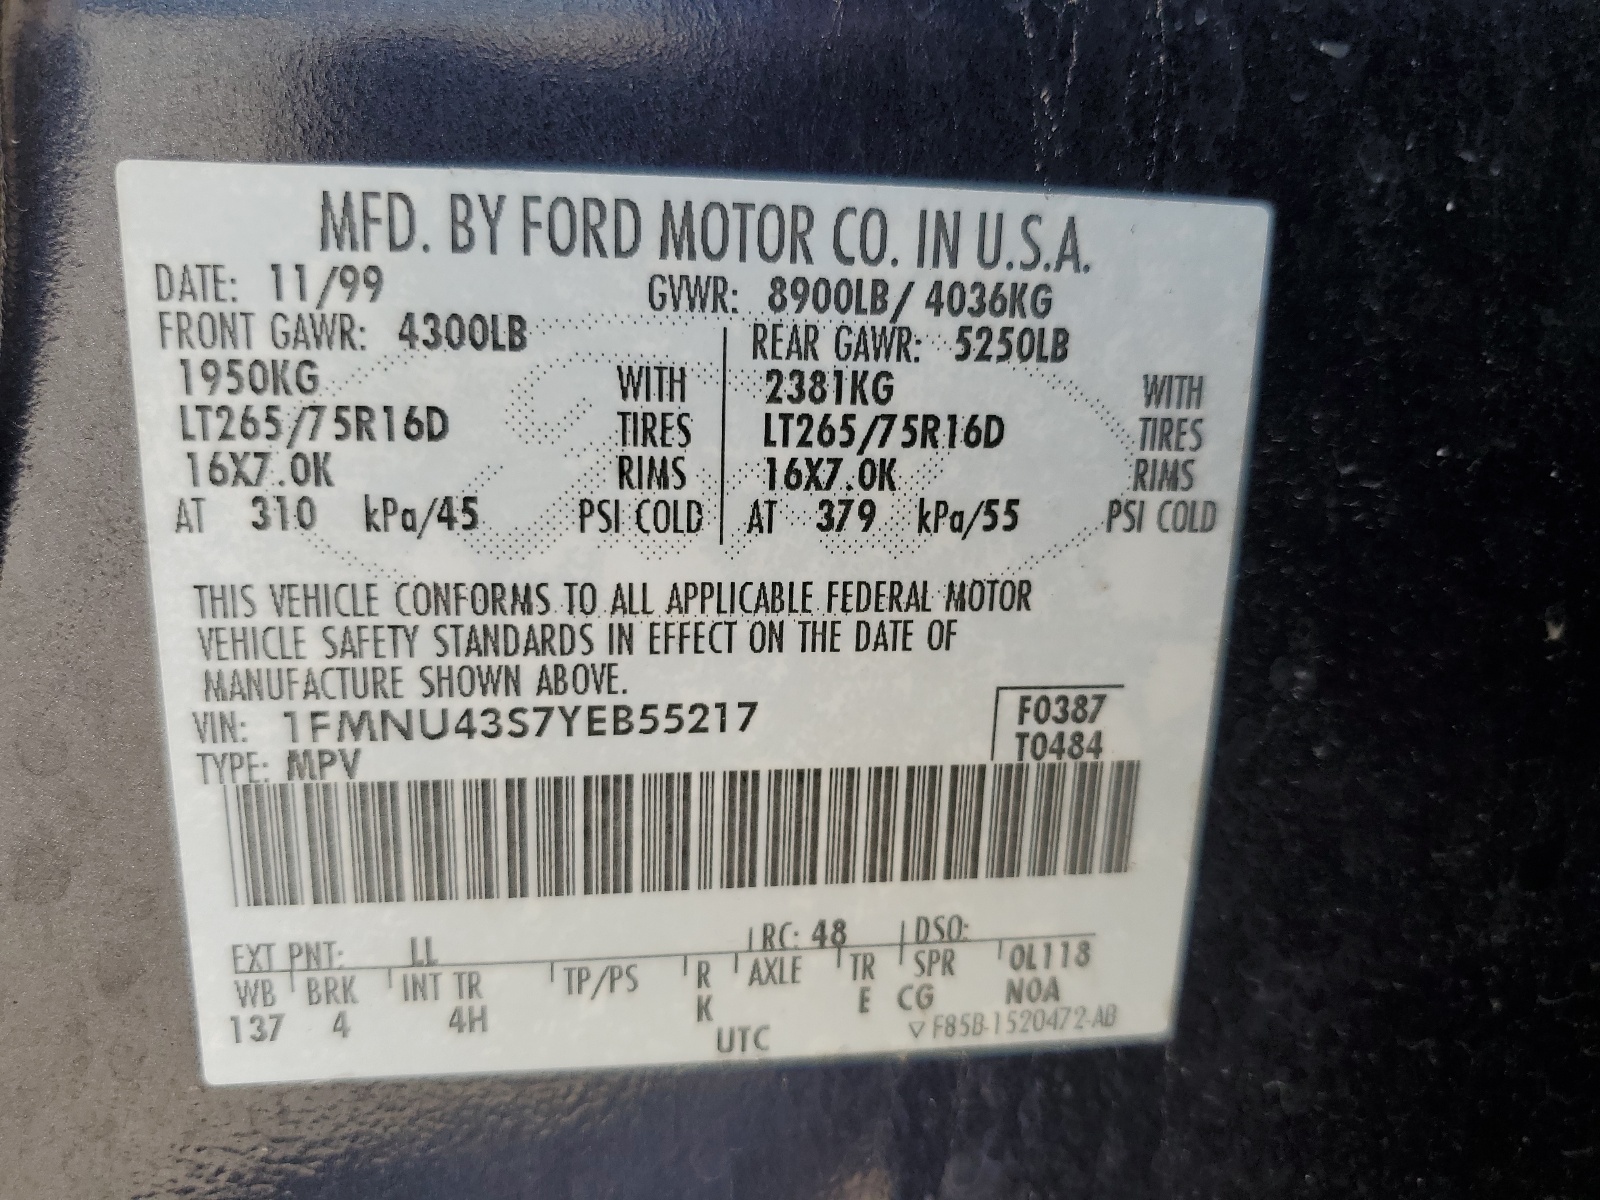 MFD. BY FORD MOTOR CO. IN U.S.A.
DATE: 11/99 GVWR: 8900LB/ 4036KG
FRONT GAWR: 4300LB REAR GAWR: 5250LB
1950KG WITH 2381KG WITH
LT265/75R16D TIRES LT265/75R16D TIRES
16X7.0K RIMS 16X7.0K RIMS
AT 310 kPa/45 PSI COLD AT 379 kPa/55 PSI COLD
THIS VEHICLE CONFORMS TO ALL APPLICABLE FEDERAL MOTOR
VEHICLE SAFETY STANDARDS IN EFFECT ON THE DATE OF
MANUFACTURE SHOWN ABOVE.
VIN: 1FMNU43S7YEB55217 F0387
TYPE: MPV T0484
EXT PNT: LL RC: 48 DSO:
WB BRK INT TR TP/PS R AXLE TR SPR OL118
137 4 4H K E CG NOA
UTC ▽ F85B-1520472-AB